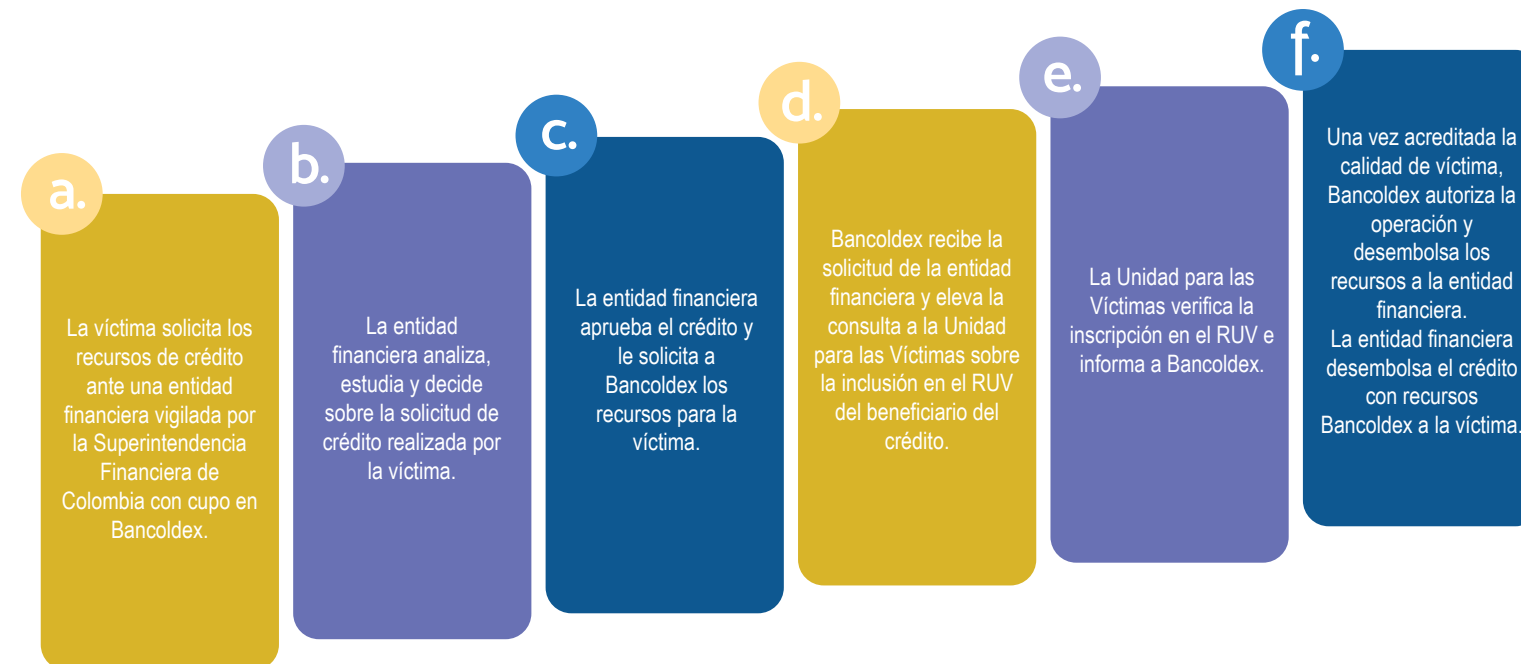 a.
La víctima solicita los
recursos de crédito
ante una entidad
financiera vigilada por
la Superintendencia
Financiera de
Colombia con cupo en
Bancoldex.
b.
La entidad
financiera analiza,
estudia y decide
sobre la solicitud de
crédito realizada por
la víctima.
c.
La entidad financiera
aprueba el crédito y
le solicita a
Bancoldex los
recursos para la
víctima.
d.
Bancoldex recibe la
solicitud de la entidad
financiera y eleva la
consulta a la Unidad
para las Víctimas sobre
la inclusión en el RUV
del beneficiario del
crédito.
e.
La Unidad para las
Víctimas verifica la
inscripción en el RUV e
informa a Bancoldex.
f.
Una vez acreditada la
calidad de víctima,
Bancoldex autoriza la
operación y
desembolsa los
recursos a la entidad
financiera.
La entidad financiera
desembolsa el crédito
con recursos
Bancoldex a la víctima.